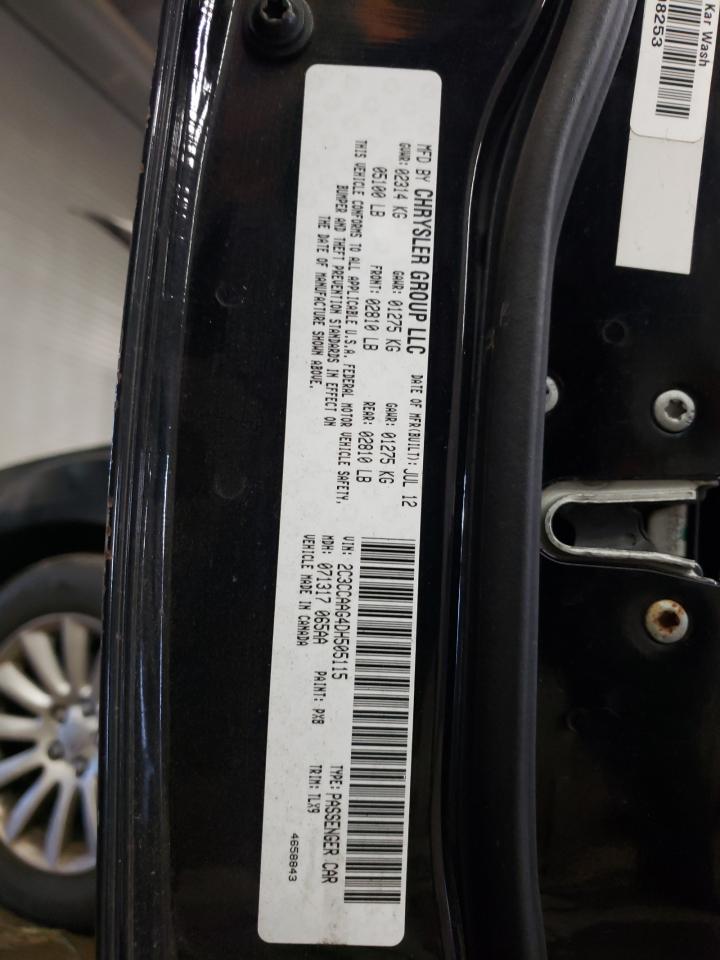 MFD BY CHRYSLER GROUP LLC
DATE OF MFR(BUILT): JUL 12
GVWR: 02314 KG
GAWR: 01275 KG
GAWR: 01275 KG
05100 LB
FRONT: 02810 LB
REAR: 02810 LB
THIS VEHICLE CONFORMS TO ALL APPLICABLE U.S.A. FEDERAL MOTOR VEHICLE SAFETY,
BUMPER AND THEFT PREVENTION STANDARDS IN EFFECT ON
THE DATE OF MANUFACTURE SHOWN ABOVE.
VIN: 2C3CCAAG4DH505115
TYPE: PASSENGER CAR
MDH: 071317 065AA
PAINT: PX8
TRIM: TLX9
VEHICLE MADE IN CANADA
4658843
Kar Wash
98253